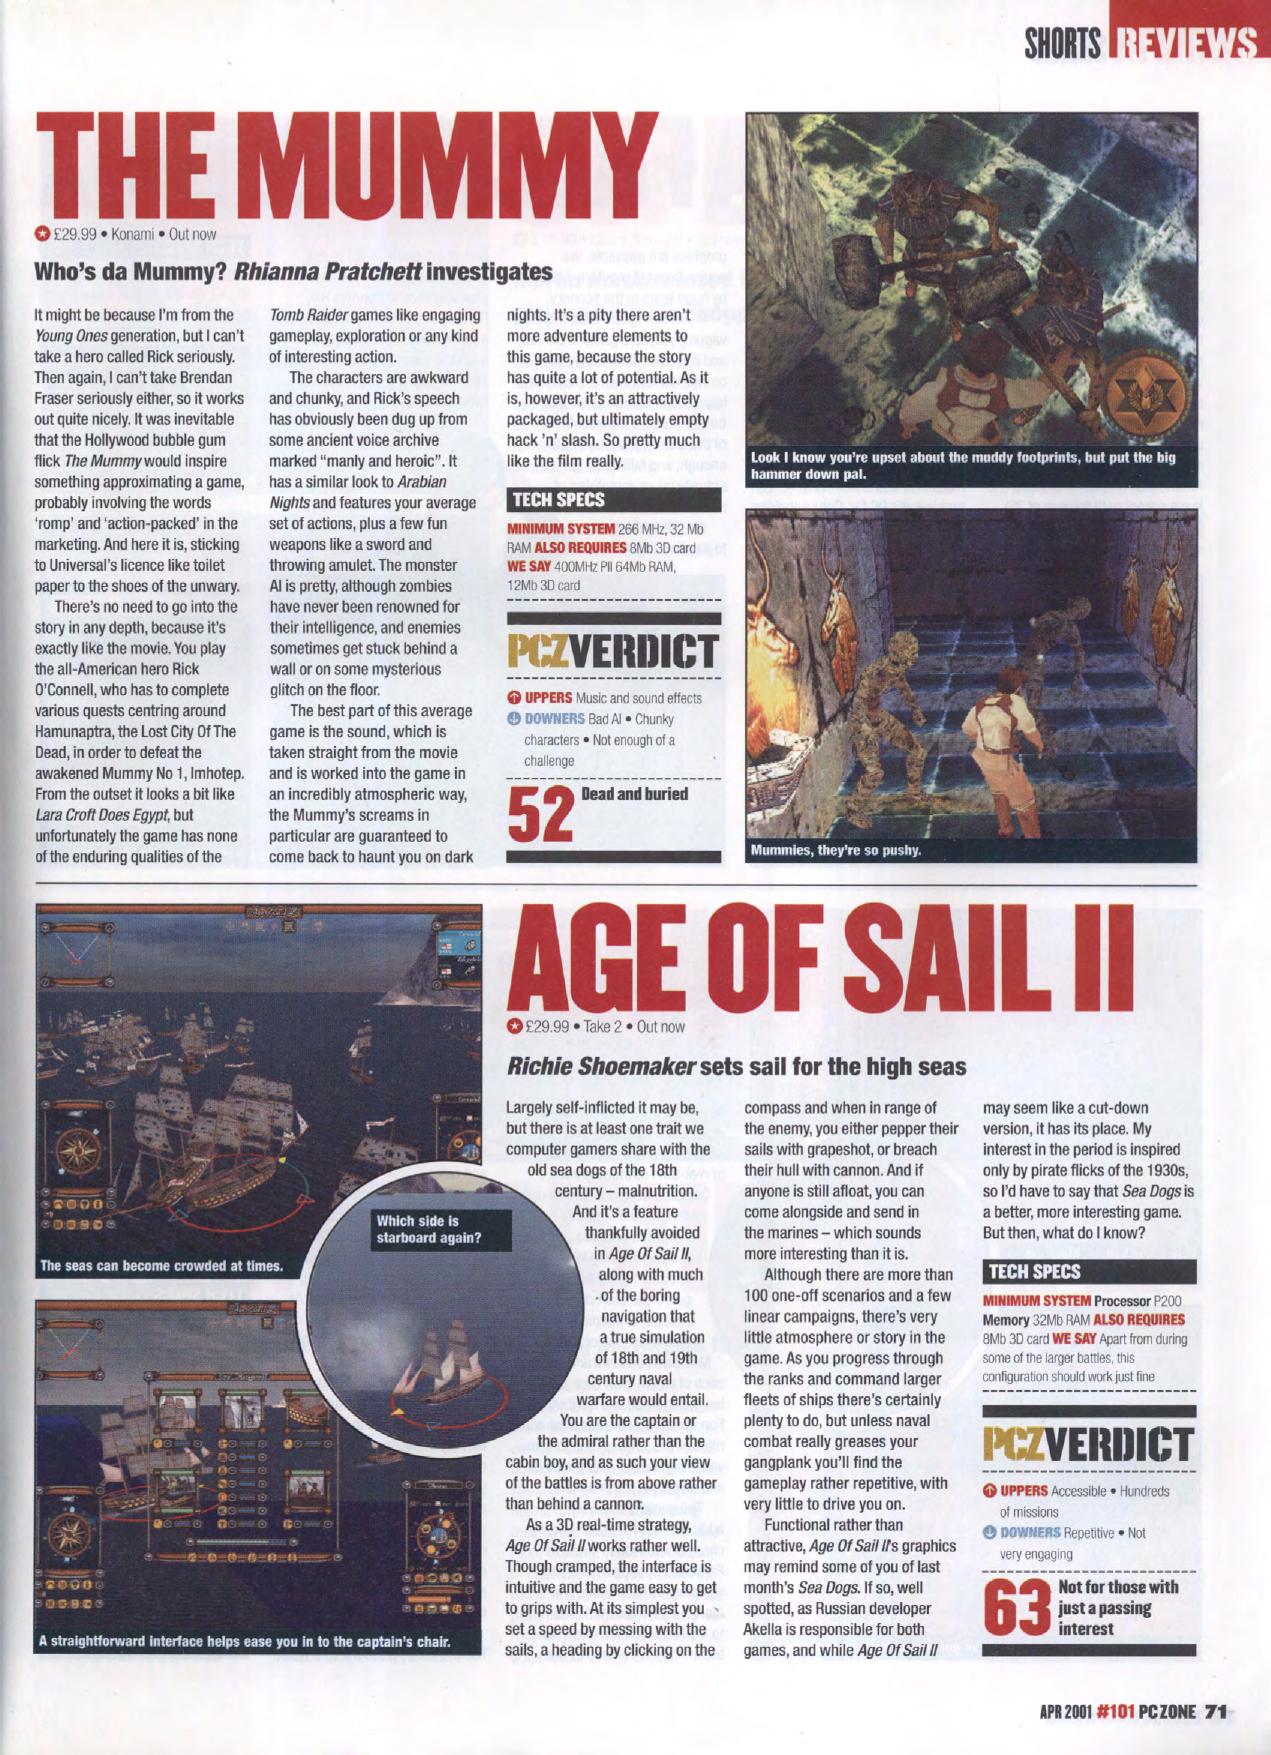 SHORTS REVIEWS
THE MUMMY
£29.99 • Konami • Out now
Who's da Mummy? Rhianna Pratchett investigates
It might be because I'm from the
Young Ones generation, but I can't
take a hero called Rick seriously.
Then again, I can't take Brendan
Fraser seriously either, so it works
out quite nicely. It was inevitable
that the Hollywood bubble gum
flick The Mummy would inspire
something approximating a game,
probably involving the words
'romp' and 'action-packed' in the
marketing. And here it is, sticking
to Universal's licence like toilet
paper to the shoes of the unwary.
There's no need to go into the
story in any depth, because it's
exactly like the movie. You play
the all-American hero Rick
O'Connell, who has to complete
various quests centring around
Hamunaptra, the Lost City Of The
Dead, in order to defeat the
awakened Mummy No 1, Imhotep.
From the outset it looks a bit like
Lara Croft Does Egypt, but
unfortunately the game has none
of the enduring qualities of the
Tomb Raider games like engaging
gameplay, exploration or any kind
of interesting action.
The characters are awkward
and chunky, and Rick's speech
has obviously been dug up from
some ancient voice archive
marked "manly and heroic". It
has a similar look to Arabian
Nights and features your average
set of actions, plus a few fun
weapons like a sword and
throwing amulet. The monster
AI is pretty, although zombies
have never been renowned for
their intelligence, and enemies
sometimes get stuck behind a
wall or on some mysterious
glitch on the floor.
The best part of this average
game is the sound, which is
taken straight from the movie
and is worked into the game in
an incredibly atmospheric way,
the Mummy's screams in
particular are guaranteed to
come back to haunt you on dark
nights. It's a pity there aren't
more adventure elements to
this game, because the story
has quite a lot of potential. As it
is, however, it's an attractively
packaged, but ultimately empty
hack 'n' slash. So pretty much
like the film really.
TECH SPECS
MINIMUM SYSTEM 266 MHz, 32 Mb
RAM ALSO REQUIRES 8Mb 3D card
WE SAY 400MHz PII 64Mb RAM,
12Mb 3D card
PCZVERDICT
UPPERS Music and sound effects
DOWNERS Bad AI • Chunky
characters • Not enough of a
challenge
52 Dead and buried
Look I know you're upset about the muddy footprints, but put the big
hammer down pal.
Mummies, they're so pushy.
The seas can become crowded at times.
Which side is
starboard again?
A straightforward interface helps ease you in to the captain's chair.
AGE OF SAIL II
£29.99 • Take 2 • Out now
Richie Shoemaker sets sail for the high seas
Largely self-inflicted it may be,
but there is at least one trait we
computer gamers share with the
old sea dogs of the 18th
century – malnutrition.
And it's a feature
thankfully avoided
in Age Of Sail II,
along with much
of the boring
navigation that
a true simulation
of 18th and 19th
century naval
warfare would entail.
You are the captain or
the admiral rather than the
cabin boy, and as such your view
of the battles is from above rather
than behind a cannon.
As a 3D real-time strategy,
Age Of Sail II works rather well.
Though cramped, the interface is
intuitive and the game easy to get
to grips with. At its simplest you
set a speed by messing with the
sails, a heading by clicking on the
compass and when in range of
the enemy, you either pepper their
sails with grapeshot, or breach
their hull with cannon. And if
anyone is still afloat, you can
come alongside and send in
the marines – which sounds
more interesting than it is.
Although there are more than
100 one-off scenarios and a few
linear campaigns, there's very
little atmosphere or story in the
game. As you progress through
the ranks and command larger
fleets of ships there's certainly
plenty to do, but unless naval
combat really greases your
gangplank you'll find the
gameplay rather repetitive, with
very little to drive you on.
Functional rather than
attractive, Age Of Sail II's graphics
may remind some of you of last
month's Sea Dogs. If so, well
spotted, as Russian developer
Akella is responsible for both
games, and while Age Of Sail II
may seem like a cut-down
version, it has its place. My
interest in the period is inspired
only by pirate flicks of the 1930s,
so I'd have to say that Sea Dogs is
a better, more interesting game.
But then, what do I know?
TECH SPECS
MINIMUM SYSTEM Processor P200
Memory 32Mb RAM ALSO REQUIRES
8Mb 3D card WE SAY Apart from during
some of the larger battles, this
configuration should work just fine
PCZVERDICT
UPPERS Accessible • Hundreds
of missions
DOWNERS Repetitive • Not
very engaging
63 Not for those with
just a passing
interest
APR 2001 #101 PC ZONE 71